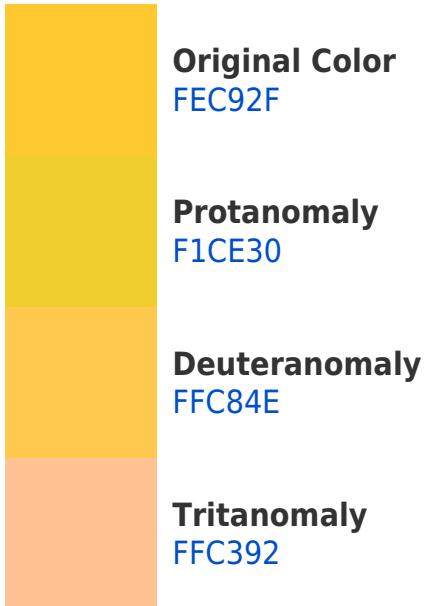 Original Color
FEC92F
Protanomaly
F1CE30
Deuteranomaly
FFC84E
Tritanomaly
FFC392